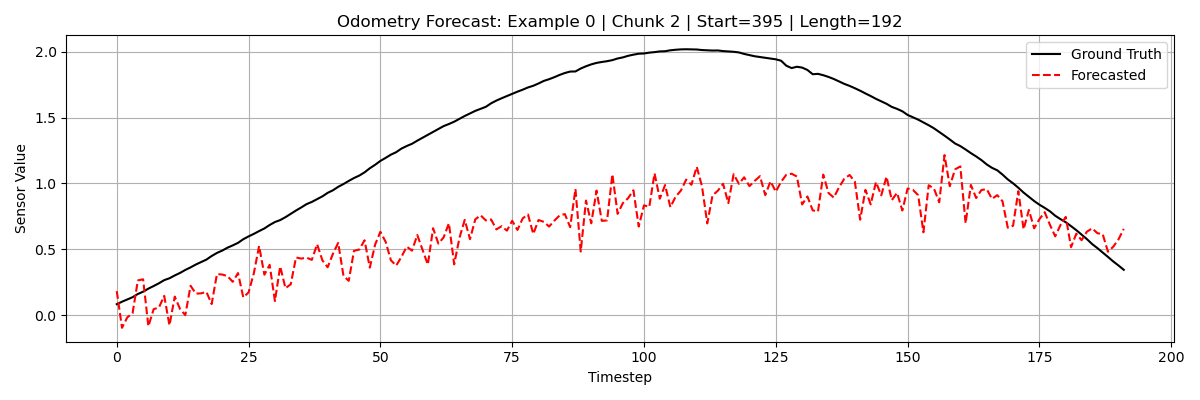 Odometry Forecast: Example 0 | Chunk 2 | Start=395 | Length=192
Ground Truth
Forecasted
Sensor Value
2.0
1.5
1.0
0.5
0.0
0 25 50 75 100 125 150 175 200
Timestep